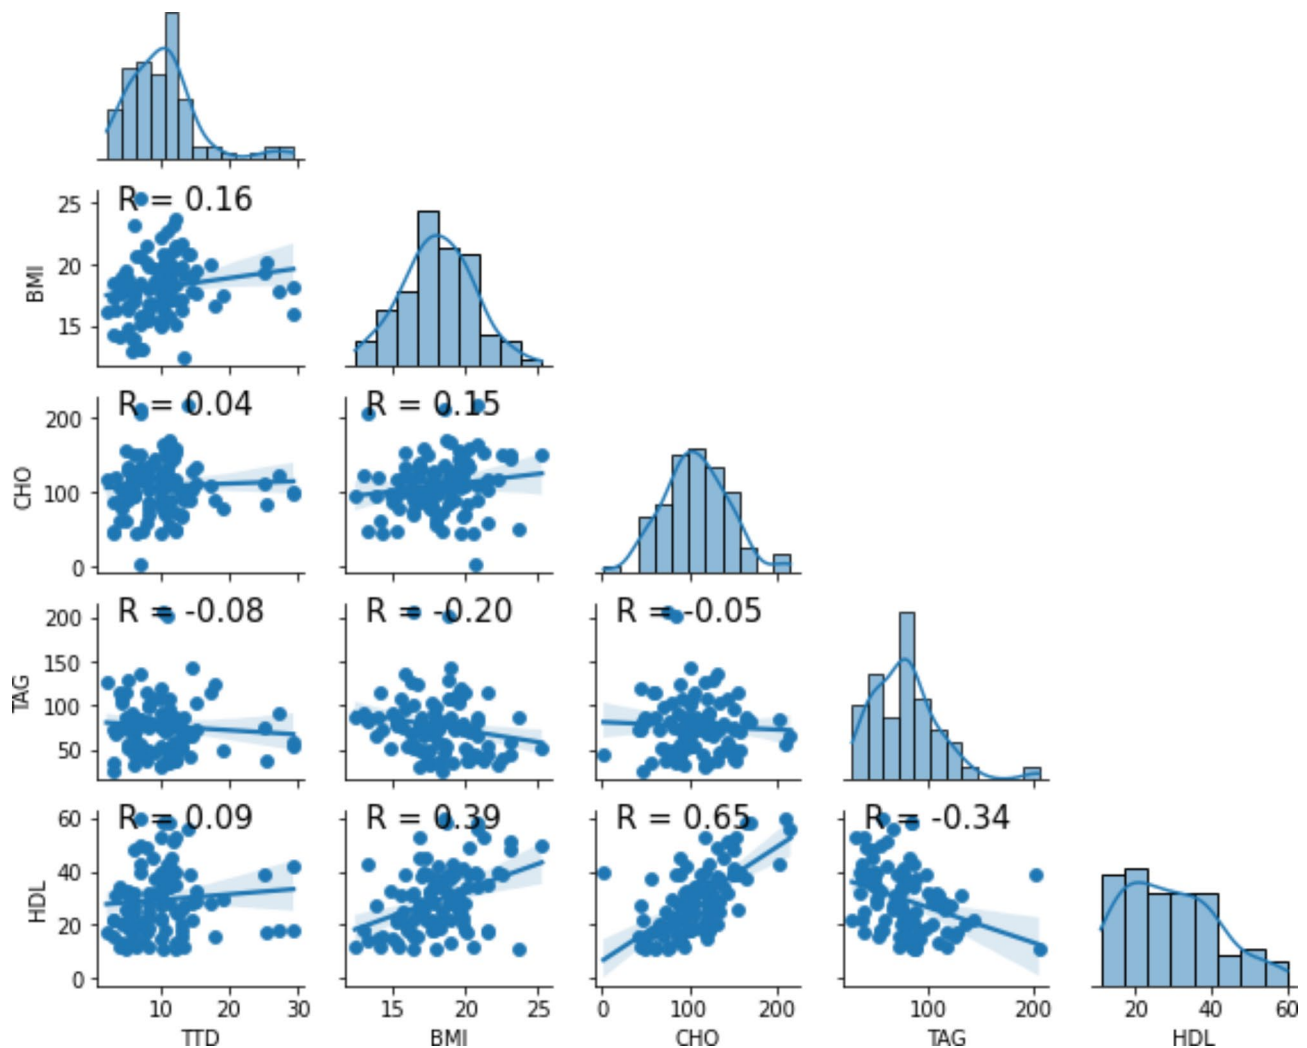 R = 0.16
25
20
15
BMI
R = 0.04
R = 0.15
200
100
0
CHO
R = -0.08
R = -0.20
R = -0.05
200
150
100
50
TAG
R = 0.09
R = 0.39
R = 0.65
R = -0.34
60
40
20
0
HDL
10 20 30 15 20 25 0 100 200 100 200 20 40 60
TTD BMI CHO TAG HDL